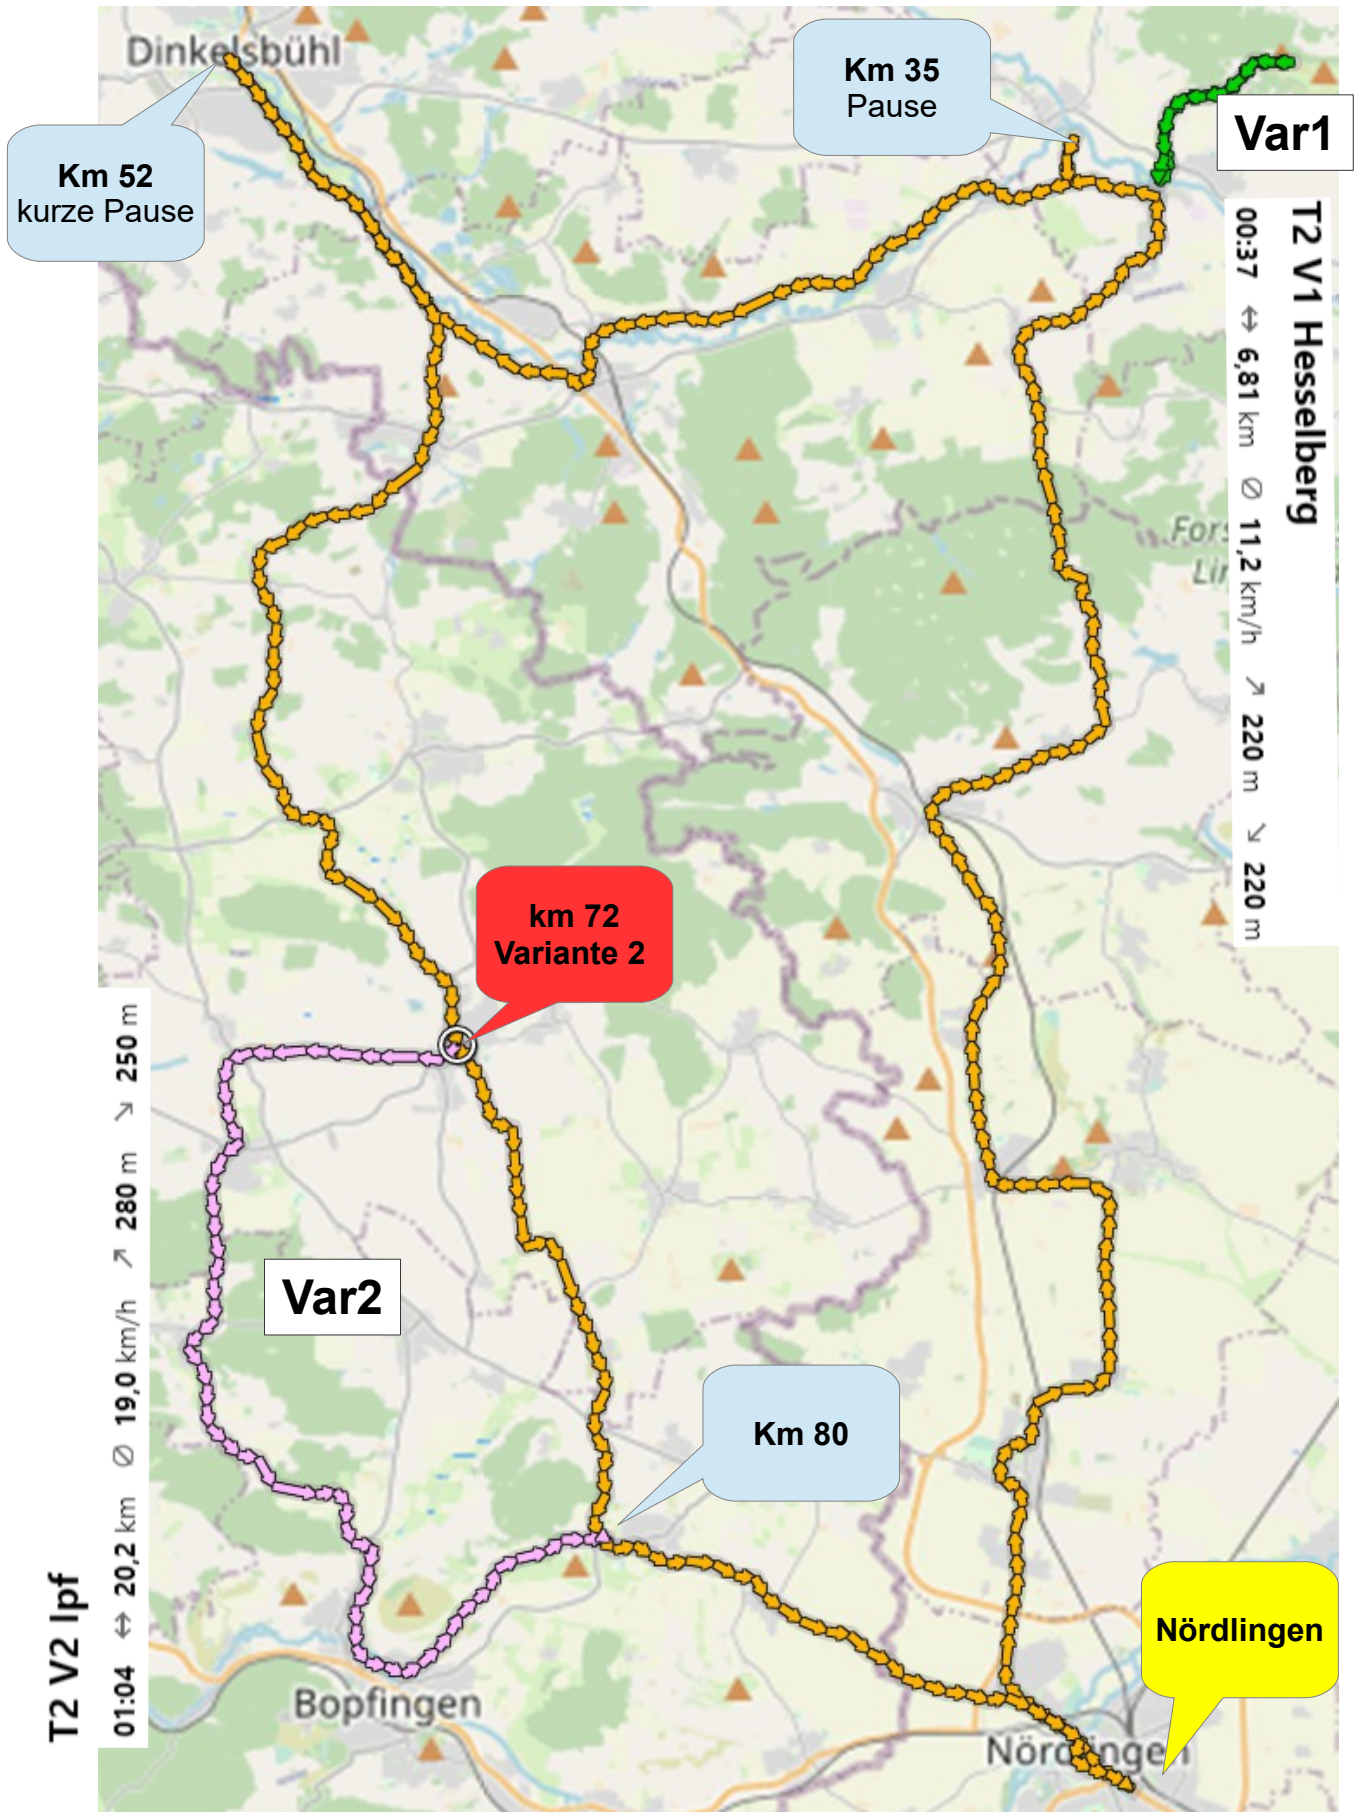 Dinkelsbühl
Km 35
Pause
Var1
Km 52
kurze Pause
T2 V1 Hesselberg
00:37 ↔ 6,81 km ∅ 11,2 km/h ↗ 220 m ↘ 220 m
km 72
Variante 2
T2 V2 Ipf
01:04 ↔ 20,2 km ∅ 19,0 km/h ↗ 280 m ↘ 250 m
Var2
Km 80
Nördlingen
Bopfingen
Nördlingen